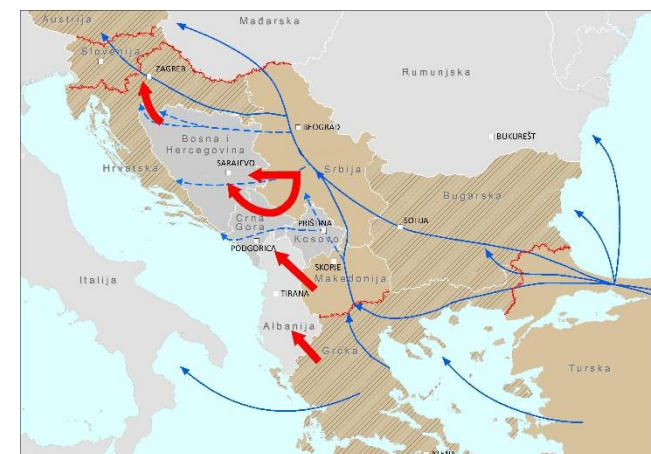 Austrija
Mađarska
Slovenija
ZAGREB
Rumunjska
BEOGRAD
BUKUREŠT
Bosna i
Hercegovina
SARAJEVO
Srbija
Hrvatska
Bugarska
Crna
Gora
PRIŠTINA
SOFIJA
Kosovo
PODGORICA
SKOPJE
Makedonija
Italija
TIRANA
Albanija
Grčka
Turska
ATENA